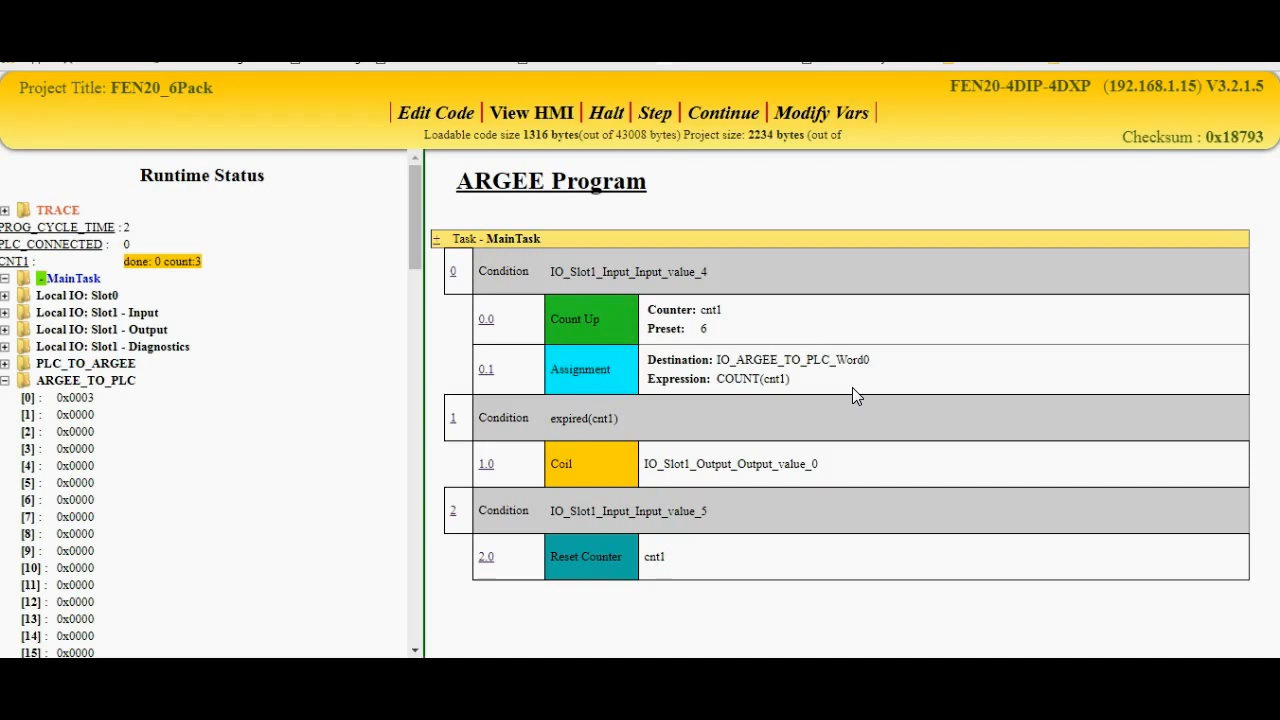 Project Title: FEN20_6Pack
FEN20-4DIP-4DXP (192.168.1.15) V3.2.1.5
Edit Code | View HMI | Halt | Step | Continue | Modify Vars |
Loadable code size 1316 bytes(out of 43008 bytes) Project size: 2234 bytes (out of
Checksum : 0x18793
Runtime Status
TRACE
PROG_CYCLE_TIME : 2
PLC_CONNECTED : 0
CNT1 : done: 0 count:3
- MainTask
Local IO: Slot0
Local IO: Slot1 - Input
Local IO: Slot1 - Output
Local IO: Slot1 - Diagnostics
PLC_TO_ARGEE
ARGEE_TO_PLC
[0] : 0x0003
[1] : 0x0000
[2] : 0x0000
[3] : 0x0000
[4] : 0x0000
[5] : 0x0000
[6] : 0x0000
[7] : 0x0000
[8] : 0x0000
[9] : 0x0000
[10] : 0x0000
[11] : 0x0000
[12] : 0x0000
[13] : 0x0000
[14] : 0x0000
[15] : 0x0000
ARGEE Program
+ Task - MainTask
0 Condition IO_Slot1_Input_Input_value_4
0.0 Count Up Counter: cnt1
Preset: 6
0.1 Assignment Destination: IO_ARGEE_TO_PLC_Word0
Expression: COUNT(cnt1)
1 Condition expired(cnt1)
1.0 Coil IO_Slot1_Output_Output_value_0
2 Condition IO_Slot1_Input_Input_value_5
2.0 Reset Counter cnt1